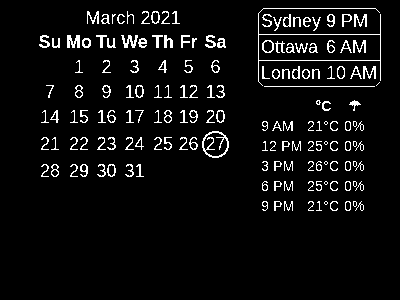 March 2021
Su Mo Tu We Th Fr Sa
1 2 3 4 5 6
7 8 9 10 11 12 13
14 15 16 17 18 19 20
21 22 23 24 25 26 27
28 29 30 31
Sydney 9 PM
Ottawa 6 AM
London 10 AM
°C ☂
9 AM 21°C 0%
12 PM 25°C 0%
3 PM 26°C 0%
6 PM 25°C 0%
9 PM 21°C 0%